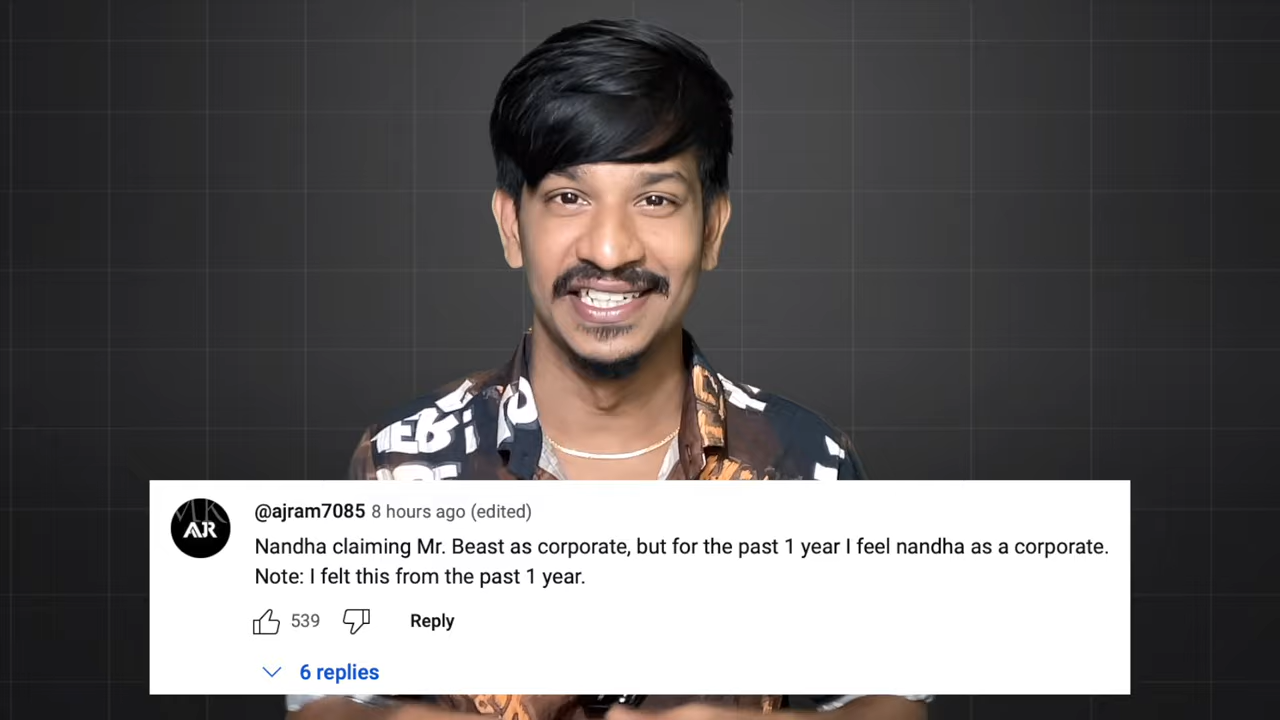 @ajram7085 8 hours ago (edited)
Nandha claiming Mr. Beast as corporate, but for the past 1 year I feel nandha as a corporate.
Note: I felt this from the past 1 year.
539 Reply
6 replies
AJR